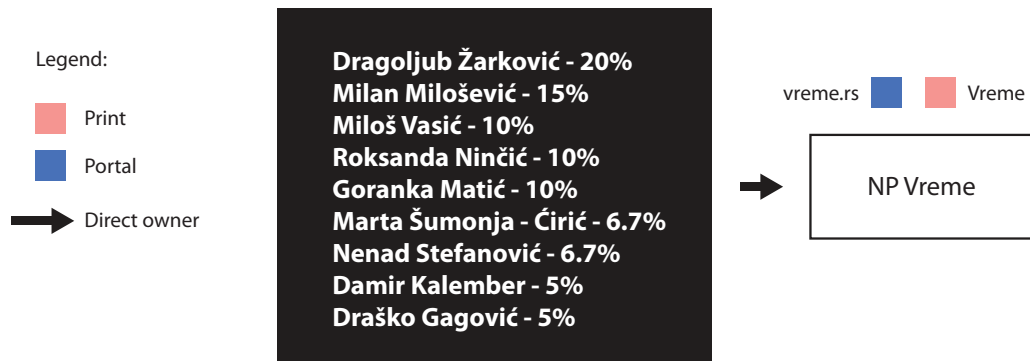 Legend:
Print
Portal
Direct owner
Dragoljub Žarković - 20%
Milan Milošević - 15%
Miloš Vasić - 10%
Roksanda Ninčić - 10%
Goranka Matić - 10%
Marta Šumonja - Ćirić - 6.7%
Nenad Stefanović - 6.7%
Damir Kalember - 5%
Draško Gagović - 5%
vreme.rs Vreme
NP Vreme